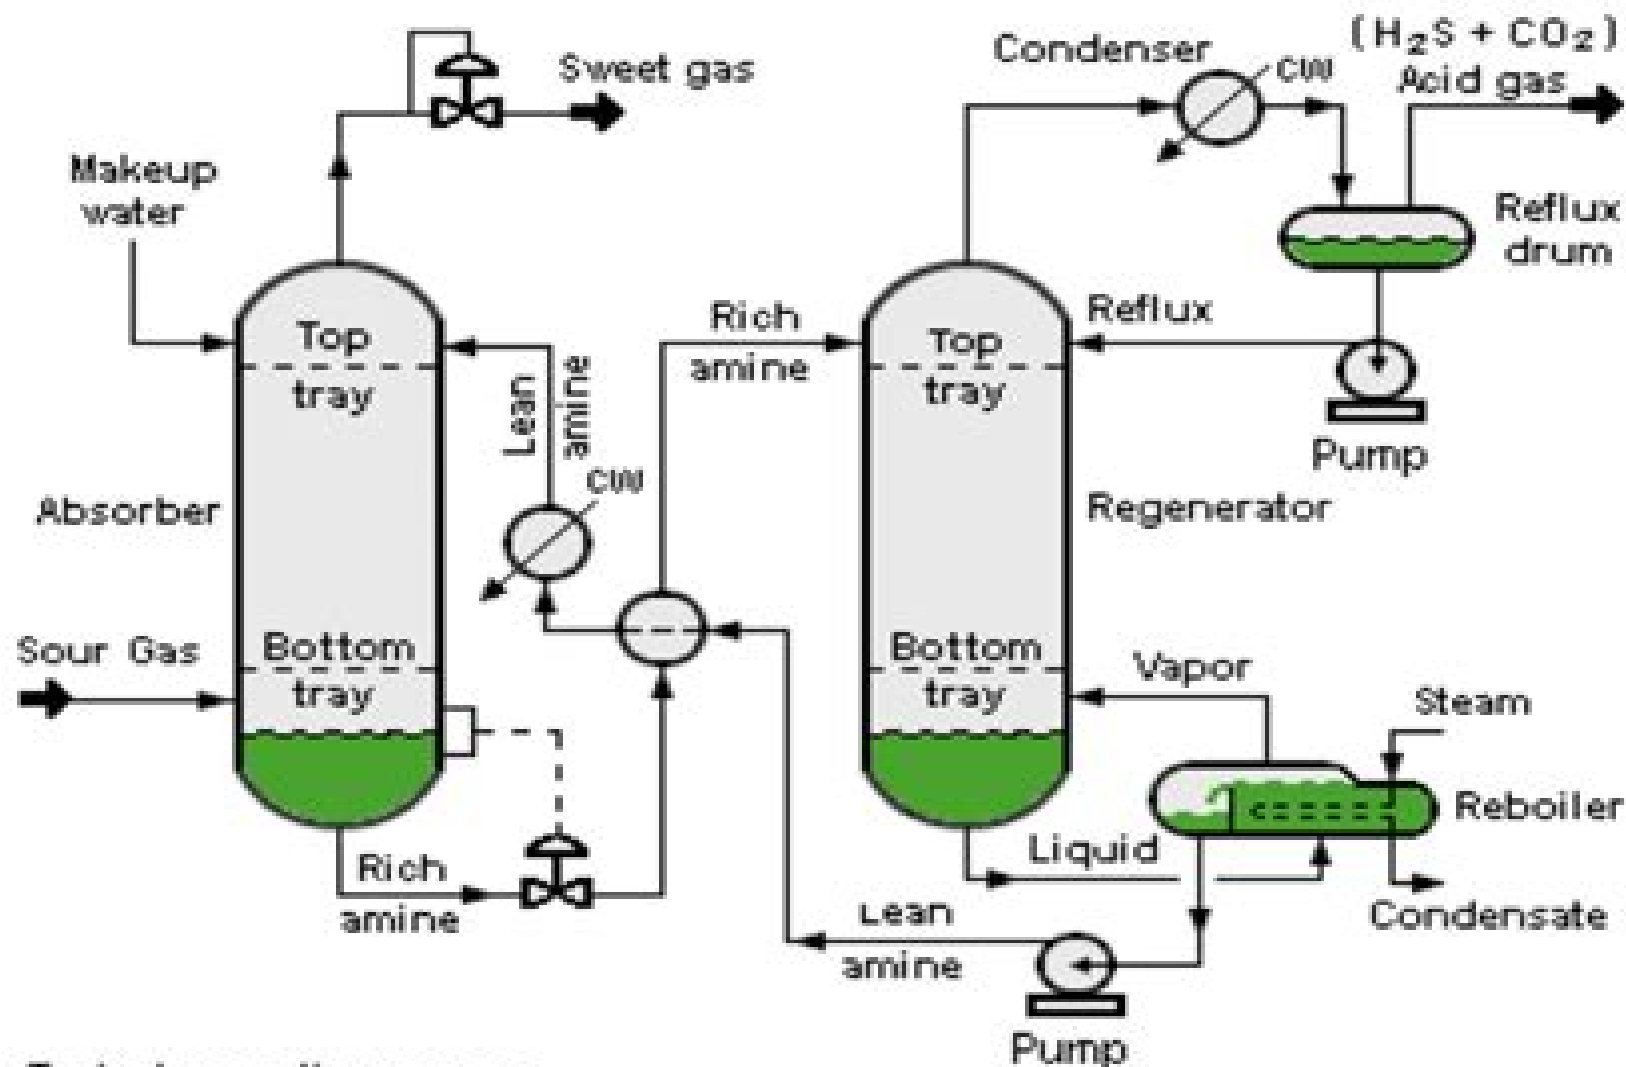 (H₂S + CO₂)
Condenser
CW
Acid gas
Sweet gas
Makeup
water
Reflux
drum
Top
tray
Lean
amine
Rich
amine
Top
tray
Reflux
Pump
CW
Absorber
Regenerator
Sour Gas
Bottom
tray
Bottom
tray
Vapor
Steam
Reboiler
Liquid
Rich
amine
Lean
amine
Condensate
Pump